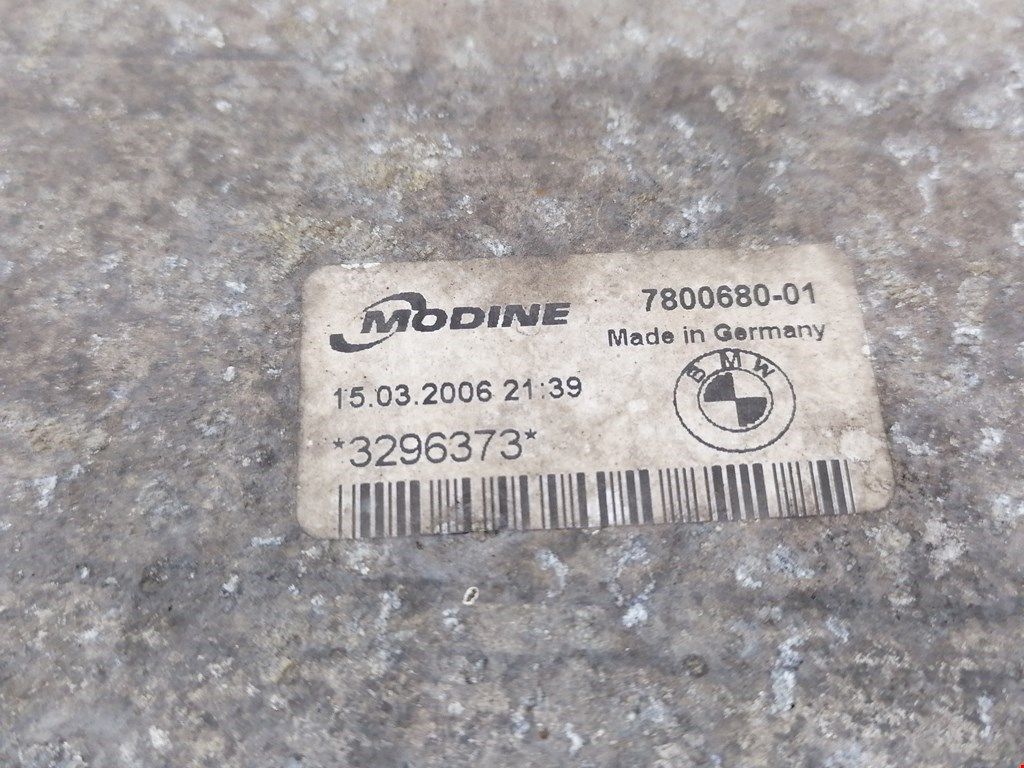 MODINE
7800680-01
Made in Germany
BMW
15.03.2006 21:39
*3296373*